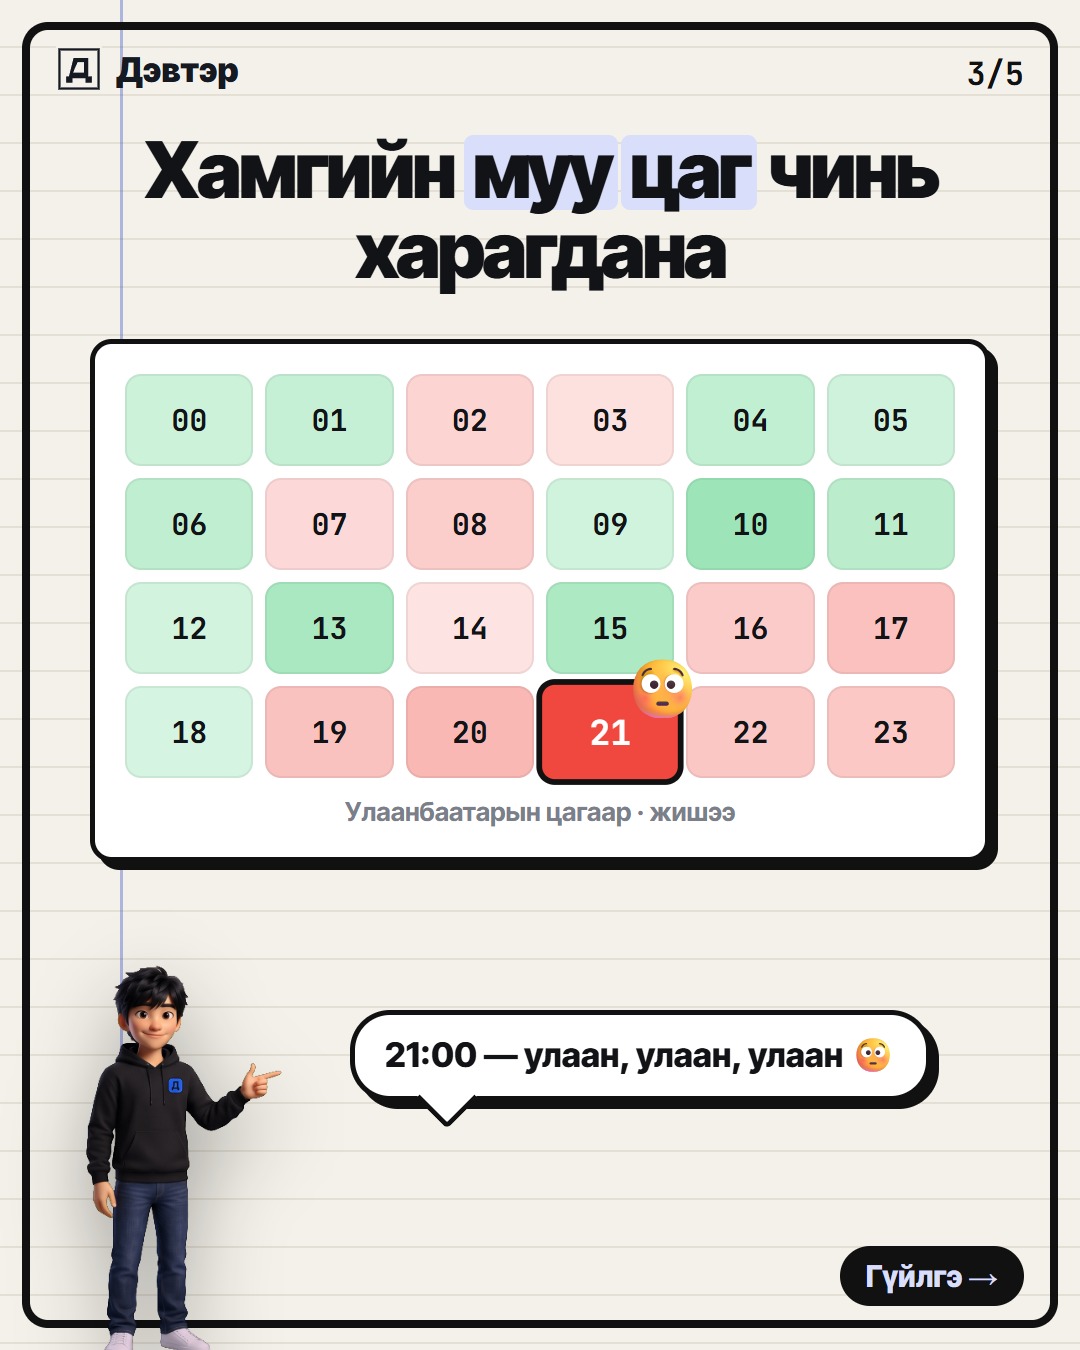 Д Дэвтэр
3/5
Хамгийн муу цаг чинь
харагдана
00 01 02 03 04 05
06 07 08 09 10 11
12 13 14 15 16 17
18 19 20 21 22 23
Улаанбаатарын цагаар · жишээ
21:00 — улаан, улаан, улаан 😳
Д
Гүйлгэ →